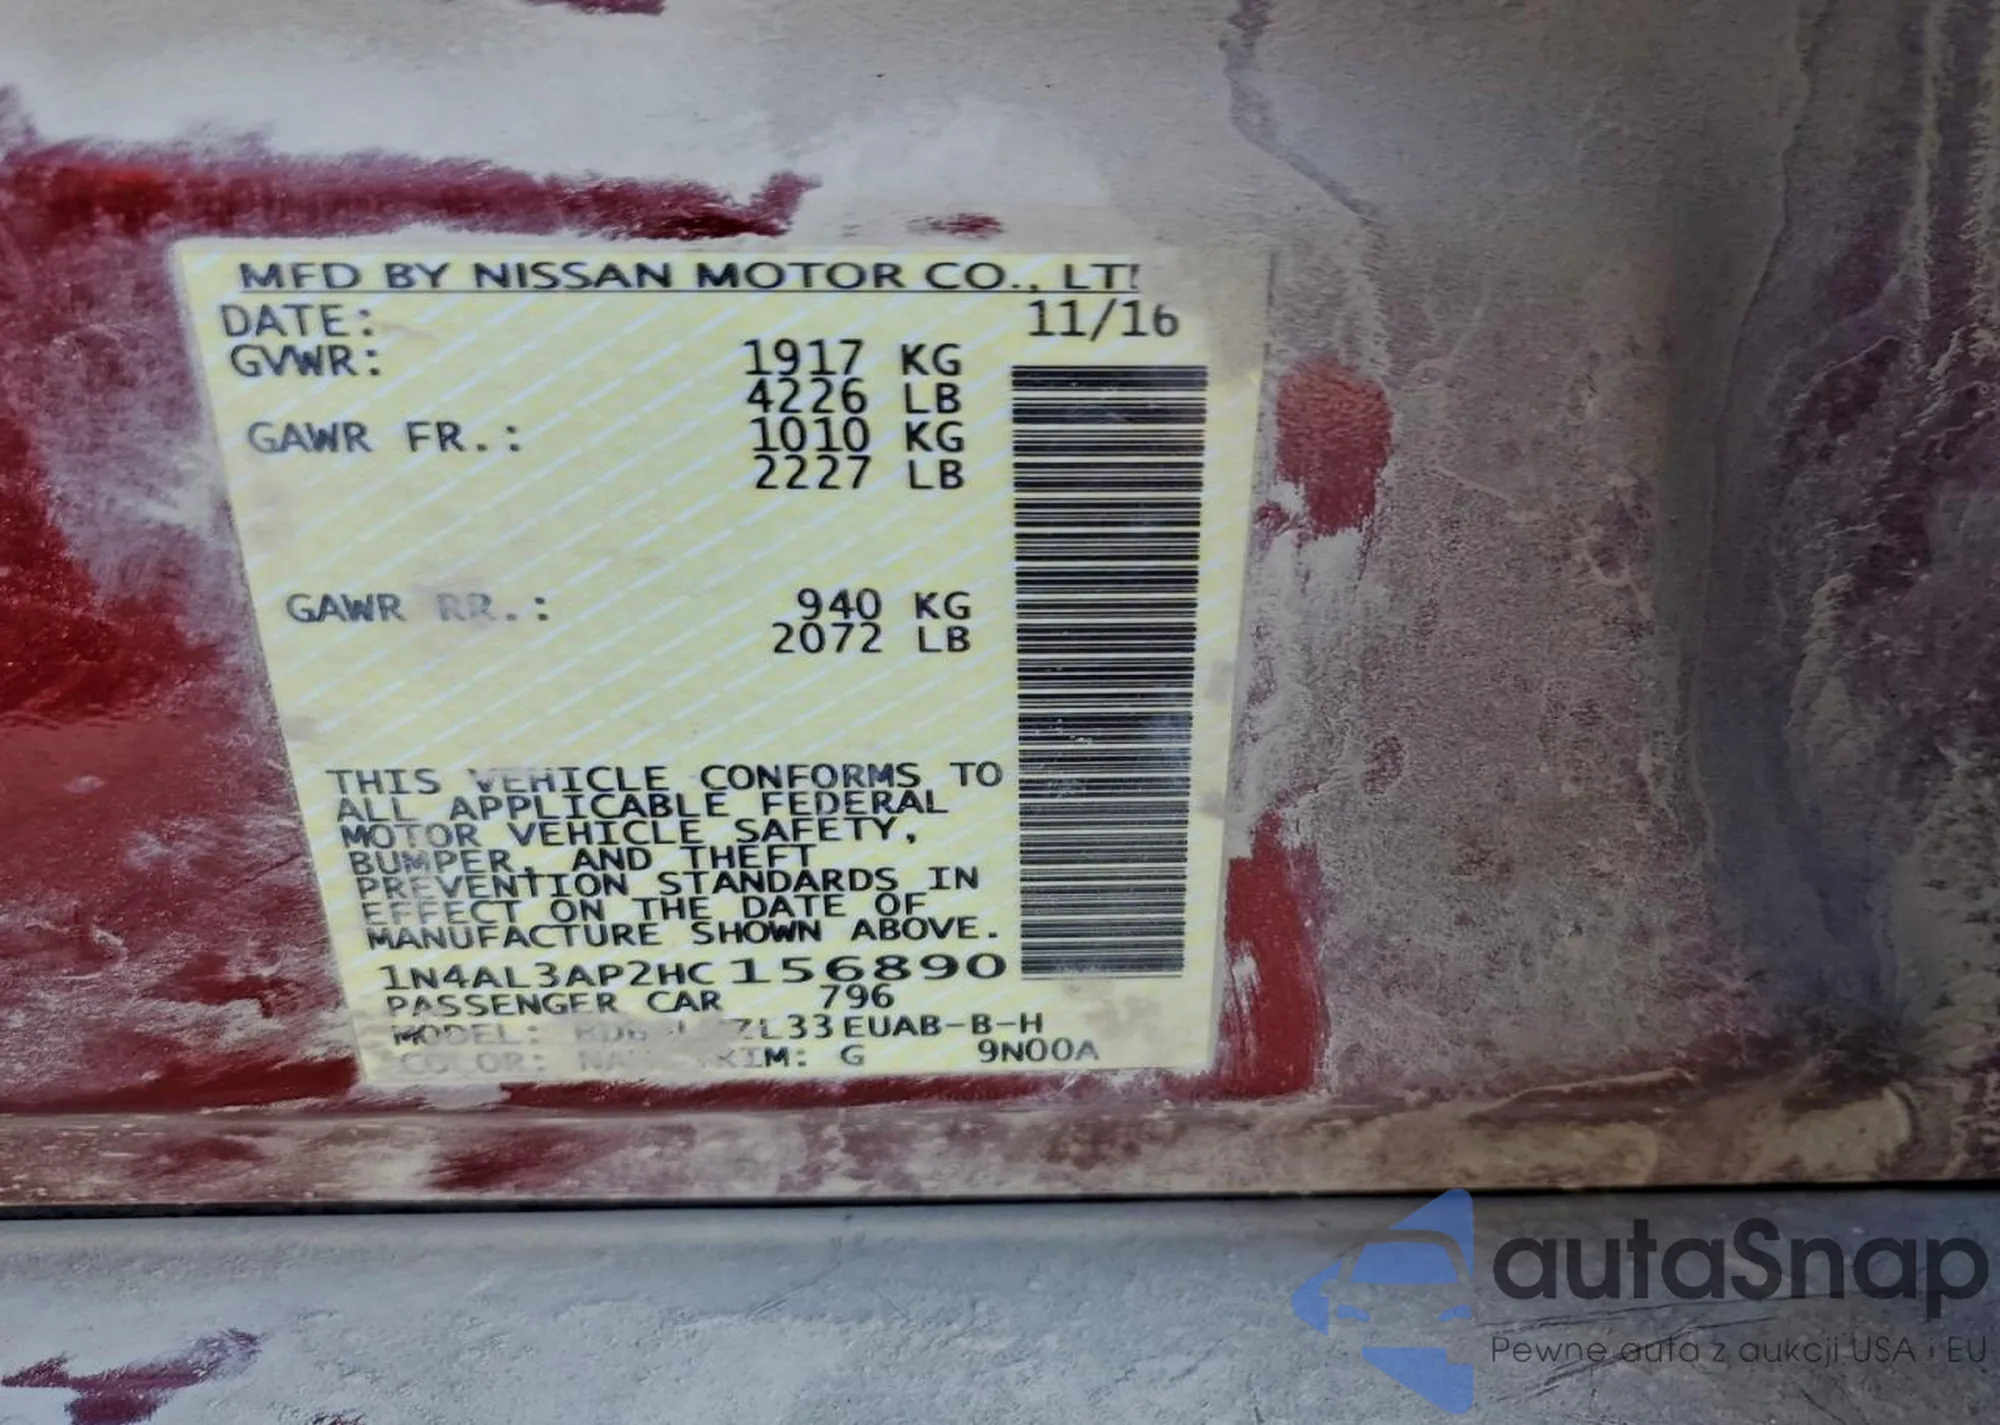 MFD BY NISSAN MOTOR CO.,
DATE: 11/16
GVWR: 1917 KG
4226 LB
GAWR FR.: 1010 KG
2227 LB
GAWR RR.: 940 KG
2072 LB
THIS VEHICLE CONFORMS TO
ALL APPLICABLE FEDERAL
MOTOR VEHICLE SAFETY,
BUMPER, AND THEFT
PREVENTION STANDARDS IN
EFFECT ON THE DATE OF
MANUFACTURE SHOWN ABOVE.
1N4AL3AP2HC156890
PASSENGER CAR 796
MODEL:
COLOR: G 9N00A
autaSnap
Pewne auta z aukcji USA i EU